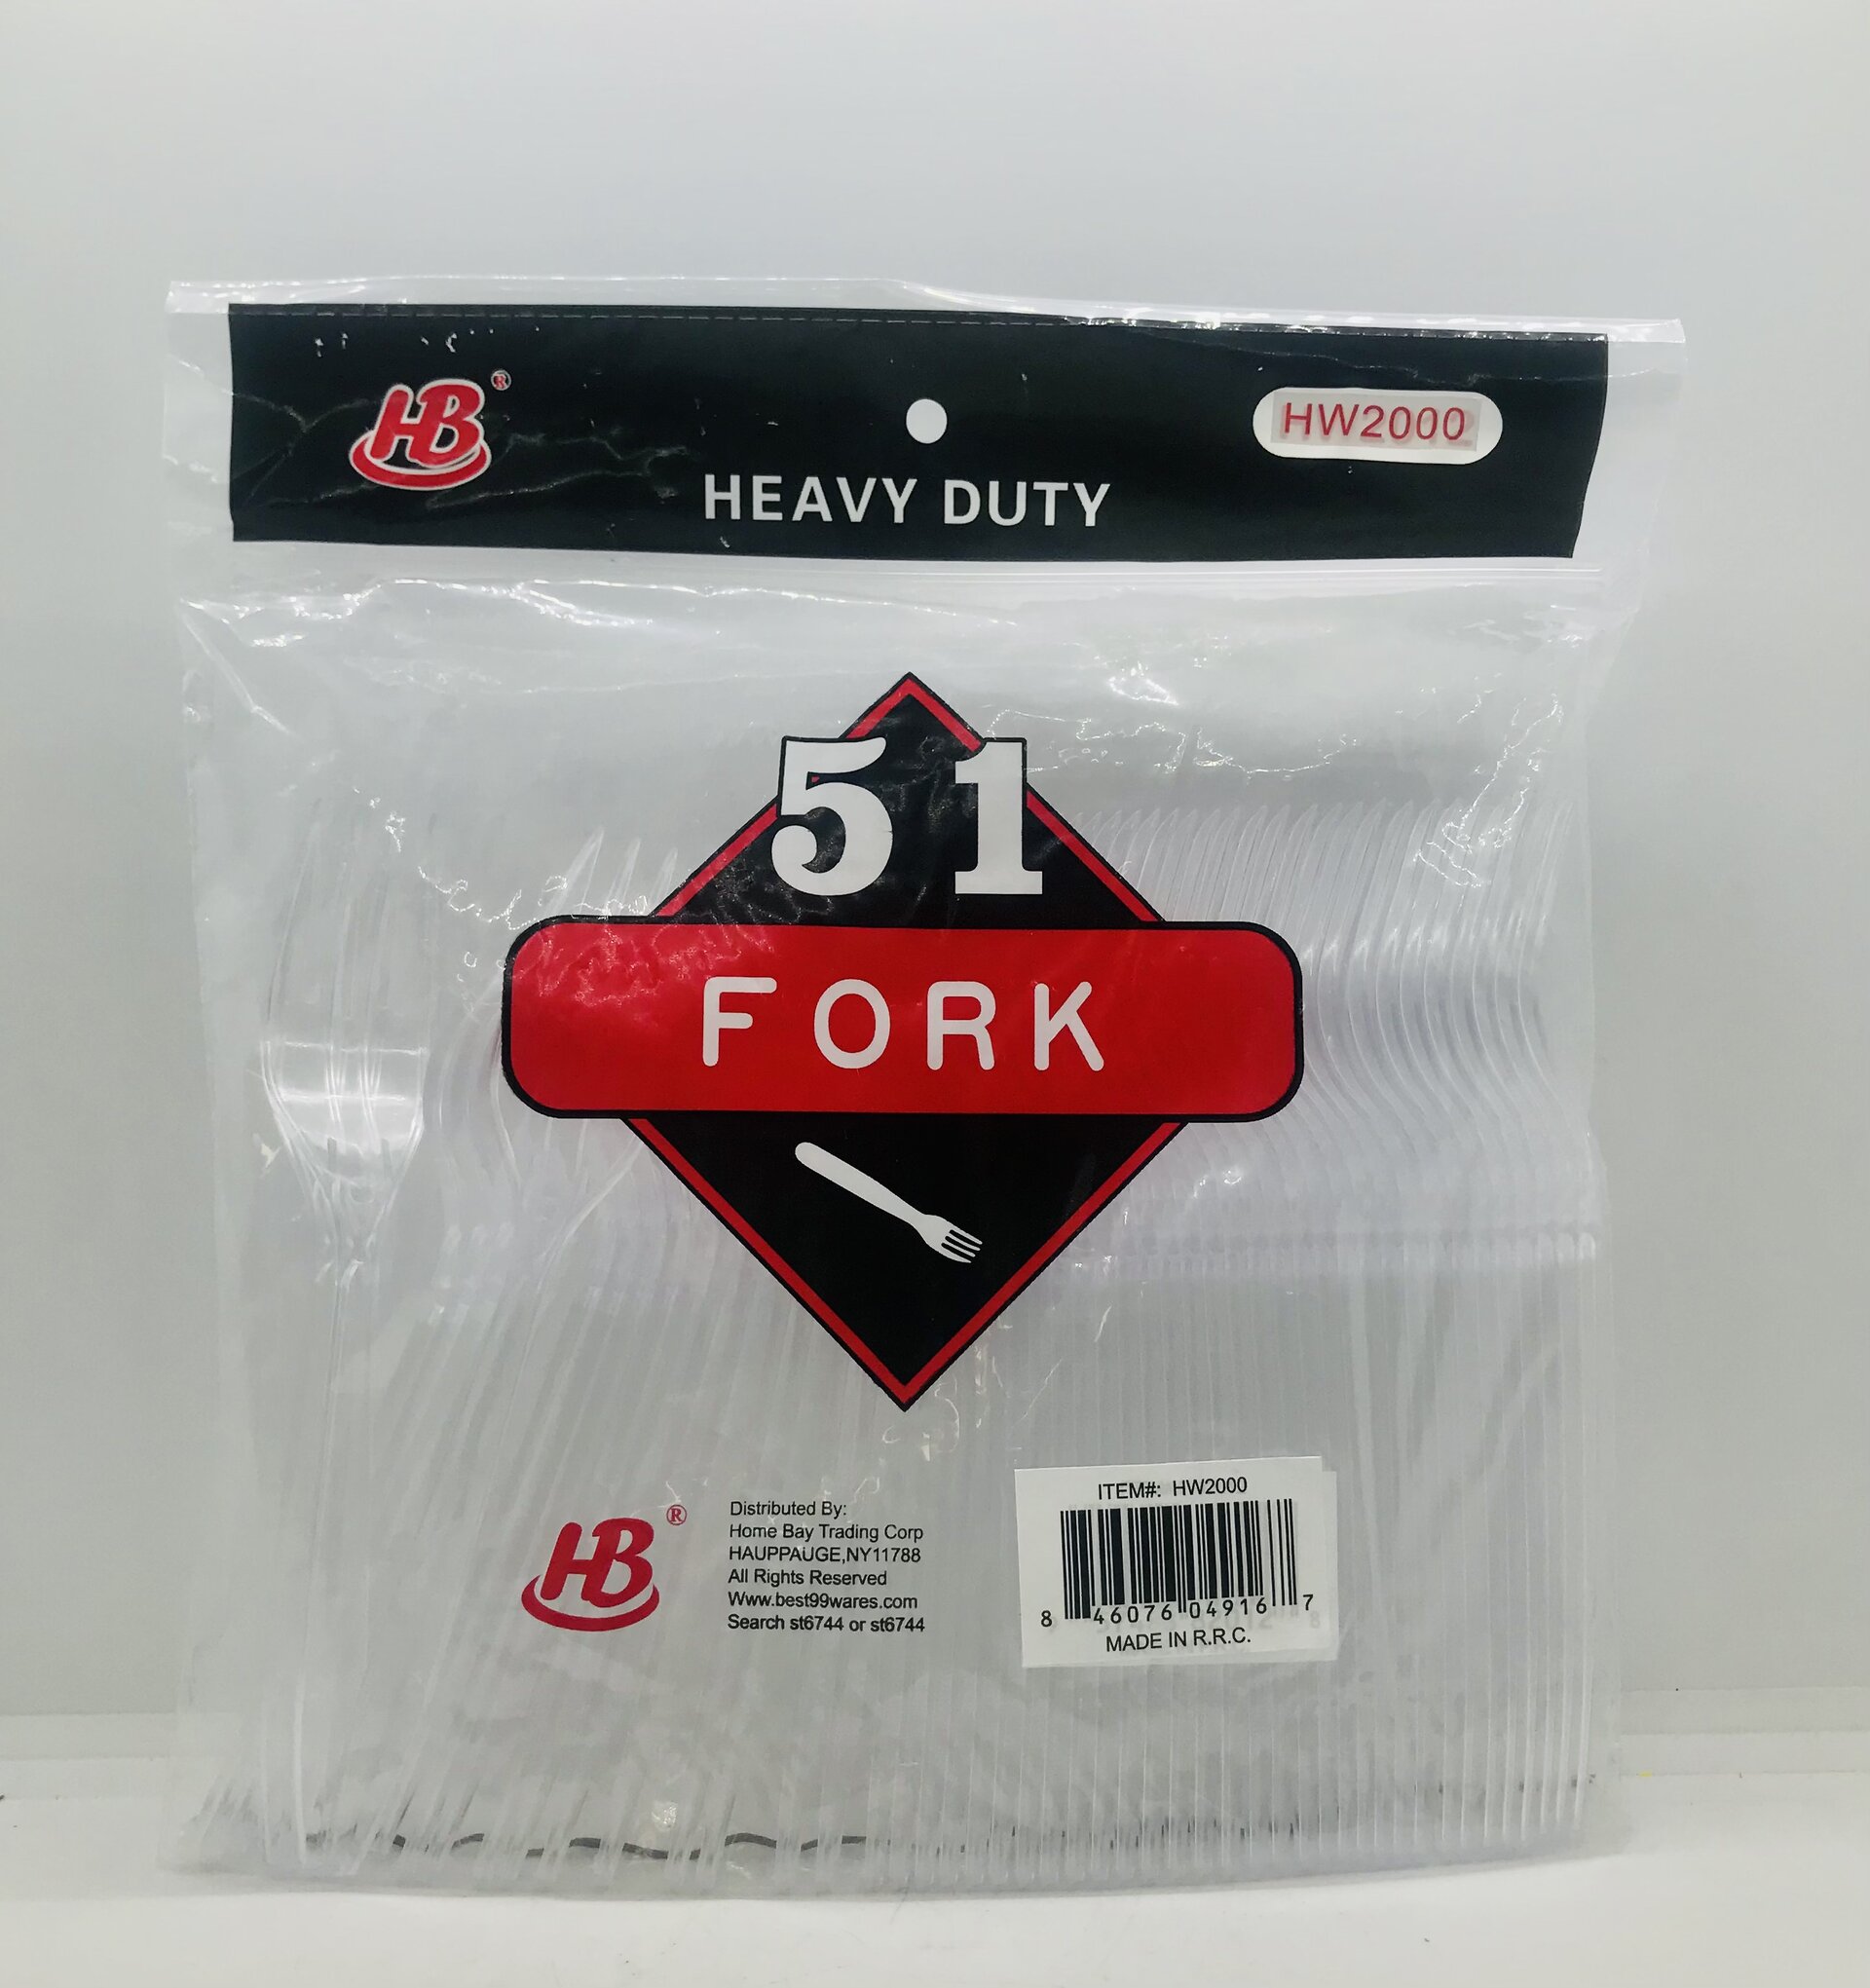 HB®
HW2000
HEAVY DUTY
51
FORK
HB®
Distributed By:
Home Bay Trading Corp
HAUPPAUGE,NY11788
All Rights Reserved
Www.best99wares.com
Search st6744 or st6744
ITEM#: HW2000
8 46076 04916 7
MADE IN R.R.C.